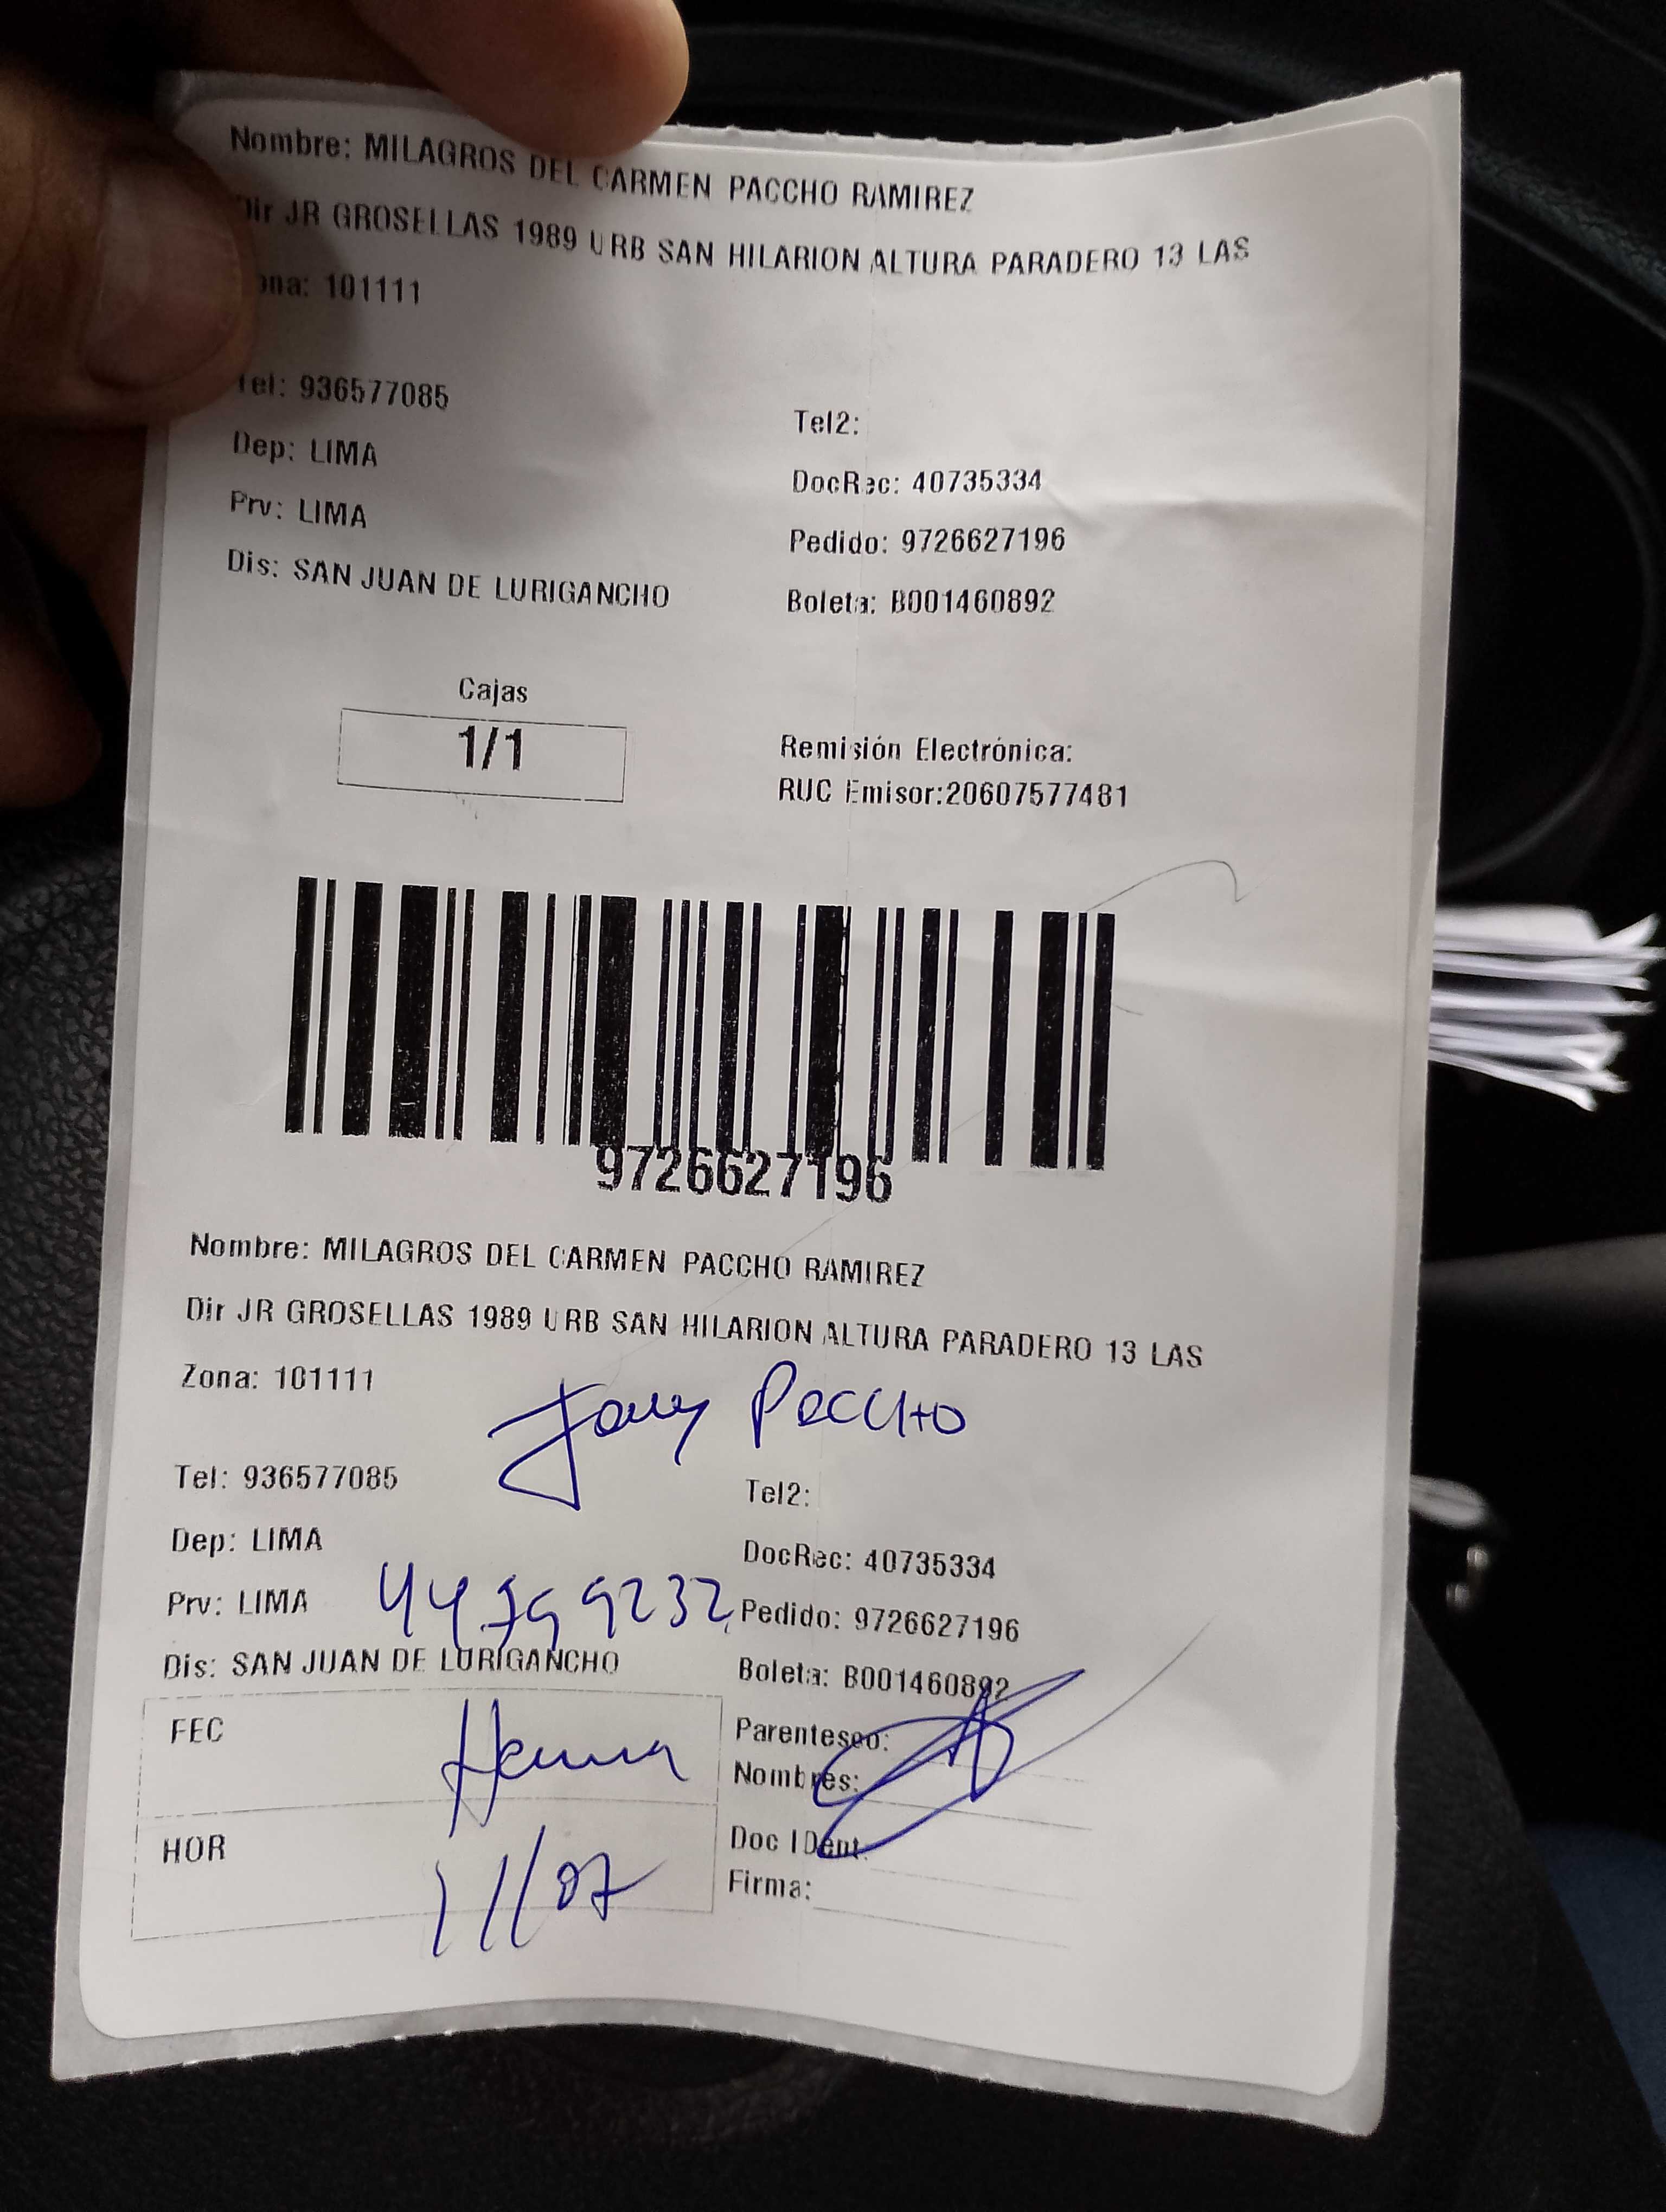 Nombre: MILAGROS DEL CARMEN PACCHO RAMIREZ
Dir JR GROSELLAS 1989 URB SAN HILARION ALTURA PARADERO 13 LAS
ona: 101111
Tel: 936577085
Tel2:
Dep: LIMA
DocRec: 40735334
Prv: LIMA
Pedido: 9726627196
Dis: SAN JUAN DE LURIGANCHO
Boleta: B001460892
Cajas
1/1
Remisión Electrónica:
RUC Emisor:20607577481
9726627196
Nombre: MILAGROS DEL CARMEN PACCHO RAMIREZ
Dir JR GROSELLAS 1989 URB SAN HILARION ALTURA PARADERO 13 LAS
Zona: 101111
Paccho
Tel: 936577085
Tel2:
Dep: LIMA
DocRec: 40735334
Prv: LIMA
Pedido: 9726627196
Dis: SAN JUAN DE LURIGANCHO
Boleta: B001460892
FEC
Parentesco:
Nombres:
HOR
11/07
Doc IDent:
Firma: